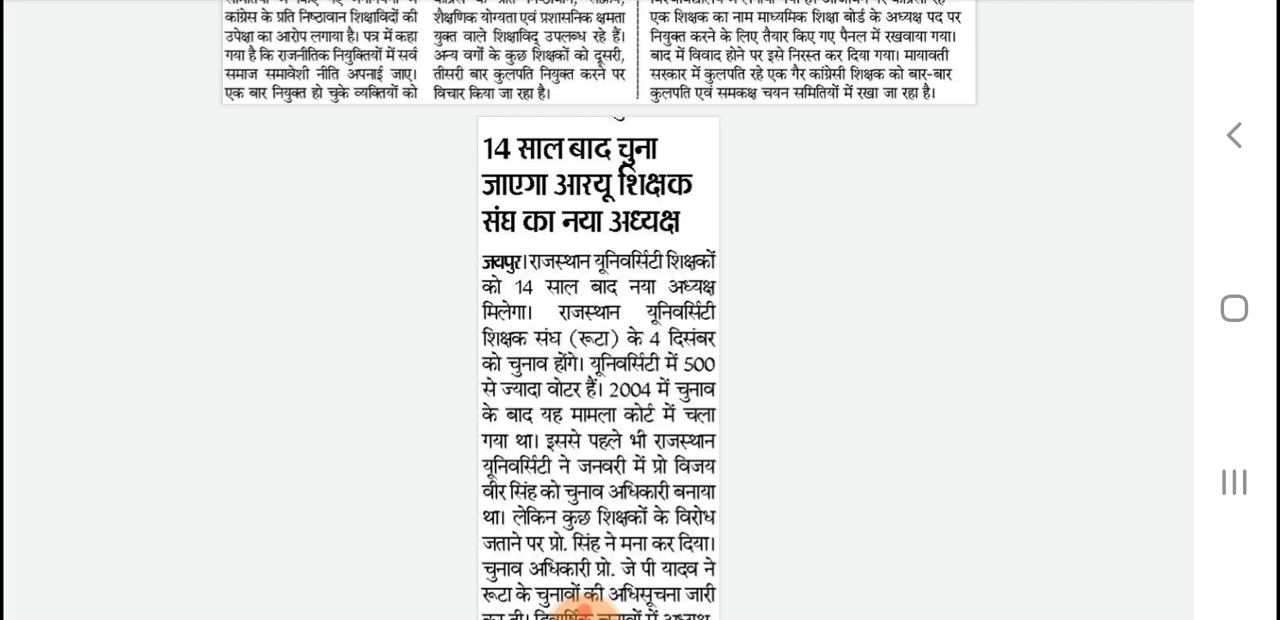 कांग्रेस के प्रति निष्ठावान शिक्षाविदों की
उपेक्षा का आरोप लगाया है। पत्र में कहा
गया है कि राजनीतिक नियुक्तियों में सर्व
समाज समावेशी नीति अपनाई जाए।
एक बार नियुक्त हो चुके व्यक्तियों को
शैक्षणिक योग्यता एवं प्रशासनिक क्षमता
युक्त वाले शिक्षाविद् उपलब्ध रहे हैं।
अन्य वर्गों के कुछ शिक्षकों को दूसरी,
तीसरी बार कुलपति नियुक्त करने पर
विचार किया जा रहा है।
एक शिक्षक का नाम माध्यमिक शिक्षा बोर्ड के अध्यक्ष पद पर
नियुक्त करने के लिए तैयार किए गए पैनल में रखवाया गया।
बाद में विवाद होने पर इसे निरस्त कर दिया गया। मायावती
सरकार में कुलपति रहे एक गैर कांग्रेसी शिक्षक को बार-बार
कुलपति एवं समकक्ष चयन समितियों में रखा जा रहा है।
14 साल बाद चुना
जाएगा आरयू शिक्षक
संघ का नया अध्यक्ष
जयपुर। राजस्थान यूनिवर्सिटी शिक्षकों
को 14 साल बाद नया अध्यक्ष
मिलेगा। राजस्थान यूनिवर्सिटी
शिक्षक संघ (रूटा) के 4 दिसंबर
को चुनाव होंगे। यूनिवर्सिटी में 500
से ज्यादा वोटर हैं। 2004 में चुनाव
के बाद यह मामला कोर्ट में चला
गया था। इससे पहले भी राजस्थान
यूनिवर्सिटी ने जनवरी में प्रो विजय
वीर सिंह को चुनाव अधिकारी बनाया
था। लेकिन कुछ शिक्षकों के विरोध
जताने पर प्रो. सिंह ने मना कर दिया।
चुनाव अधिकारी प्रो. जे पी यादव ने
रूटा के चुनावों की अधिसूचना जारी